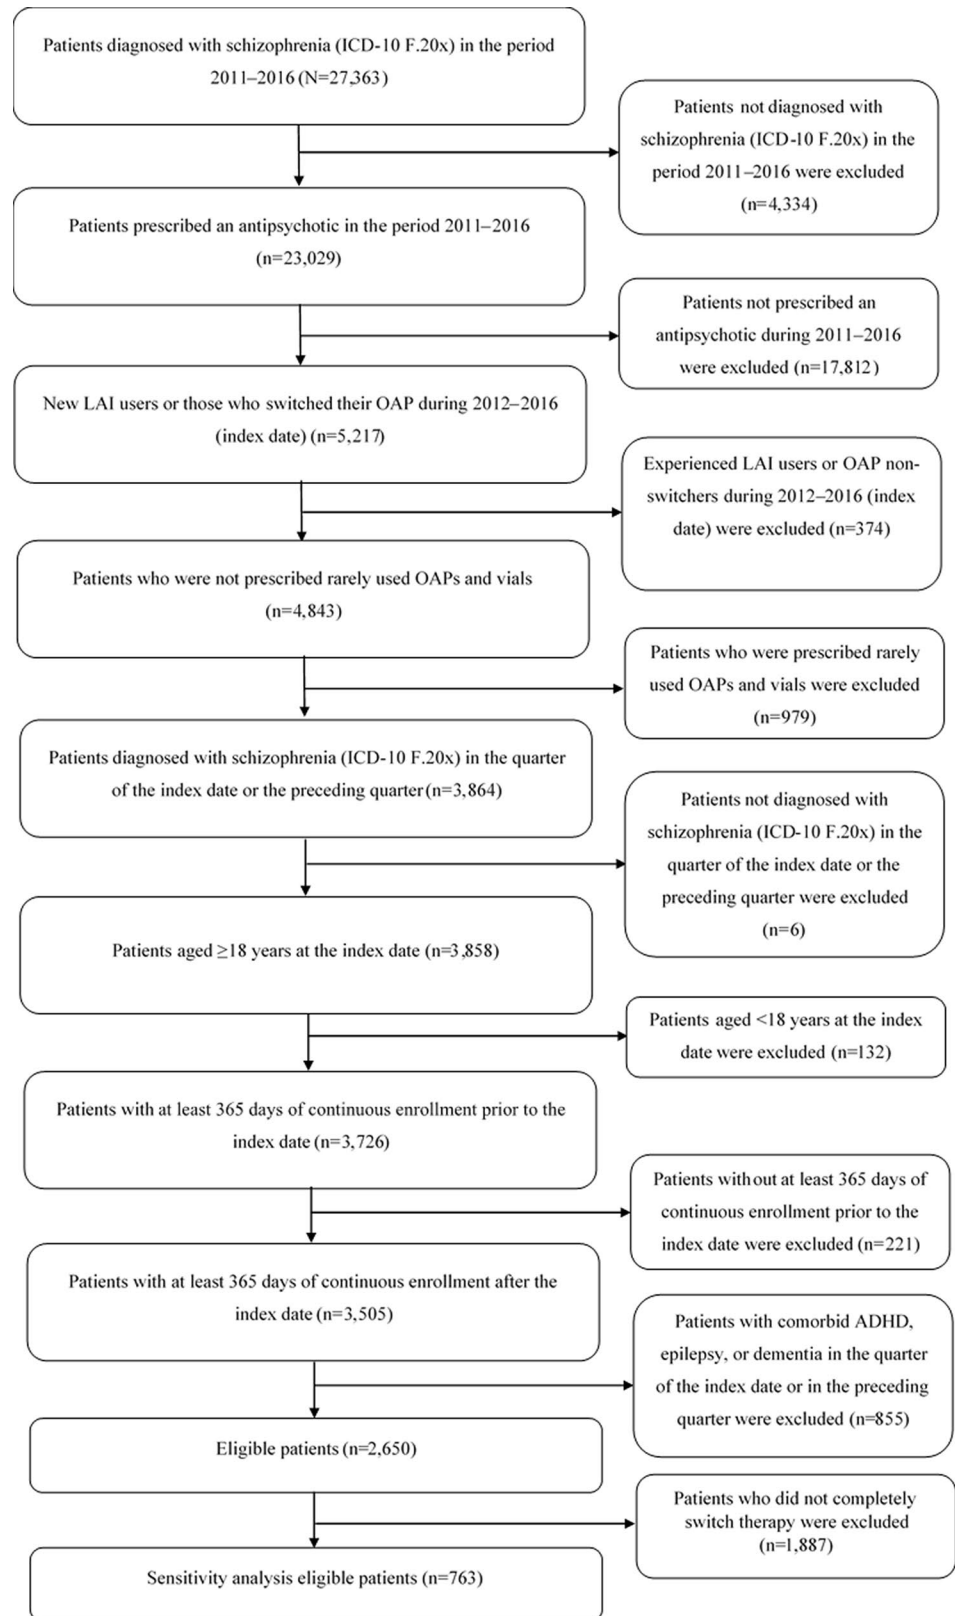 Patients diagnosed with schizophrenia (ICD-10 F.20x) in the period
2011–2016 (N=27,363)
Patients not diagnosed with
schizophrenia (ICD-10 F.20x) in the
period 2011–2016 were excluded
(n=4,334)
Patients prescribed an antipsychotic in the period 2011–2016
(n=23,029)
Patients not prescribed an
antipsychotic during 2011–2016
were excluded (n=17,812)
New LAI users or those who switched their OAP during 2012–2016
(index date) (n=5,217)
Experienced LAI users or OAP non-
switchers during 2012–2016 (index
date) were excluded (n=374)
Patients who were not prescribed rarely used OAPs and vials
(n=4,843)
Patients who were prescribed rarely
used OAPs and vials were excluded
(n=979)
Patients diagnosed with schizophrenia (ICD-10 F.20x) in the quarter
of the index date or the preceding quarter (n=3,864)
Patients not diagnosed with
schizophrenia (ICD-10 F.20x) in the
quarter of the index date or the
preceding quarter were excluded
(n=6)
Patients aged ≥18 years at the index date (n=3,858)
Patients aged <18 years at the index
date were excluded (n=132)
Patients with at least 365 days of continuous enrollment prior to the
index date (n=3,726)
Patients without at least 365 days of
continuous enrollment prior to the
index date were excluded (n=221)
Patients with at least 365 days of continuous enrollment after the
index date (n=3,505)
Patients with comorbid ADHD,
epilepsy, or dementia in the quarter
of the index date or in the preceding
quarter were excluded (n=855)
Eligible patients (n=2,650)
Patients who did not completely
switch therapy were excluded
(n=1,887)
Sensitivity analysis eligible patients (n=763)